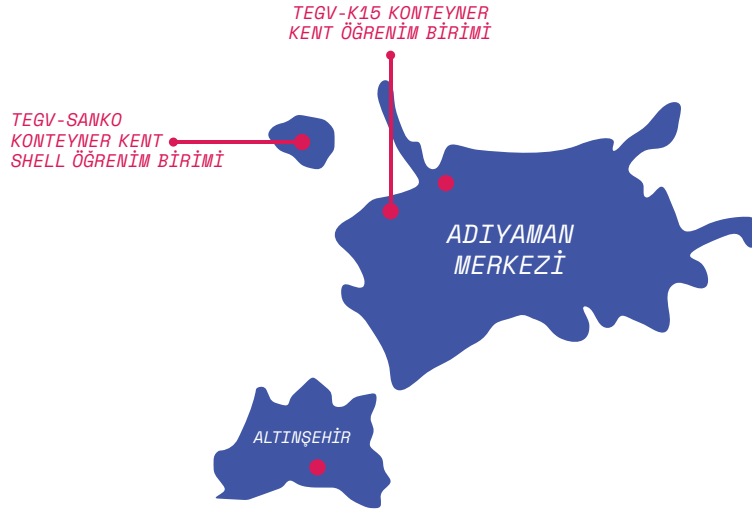 TEGV-K15 KONTEYNER
KENT ÖĞRENİM BİRİMİ
TEGV-SANKO
KONTEYNER KENT
SHELL ÖĞRENİM BİRİMİ
ADIYAMAN
MERKEZİ
ALTINŞEHİR